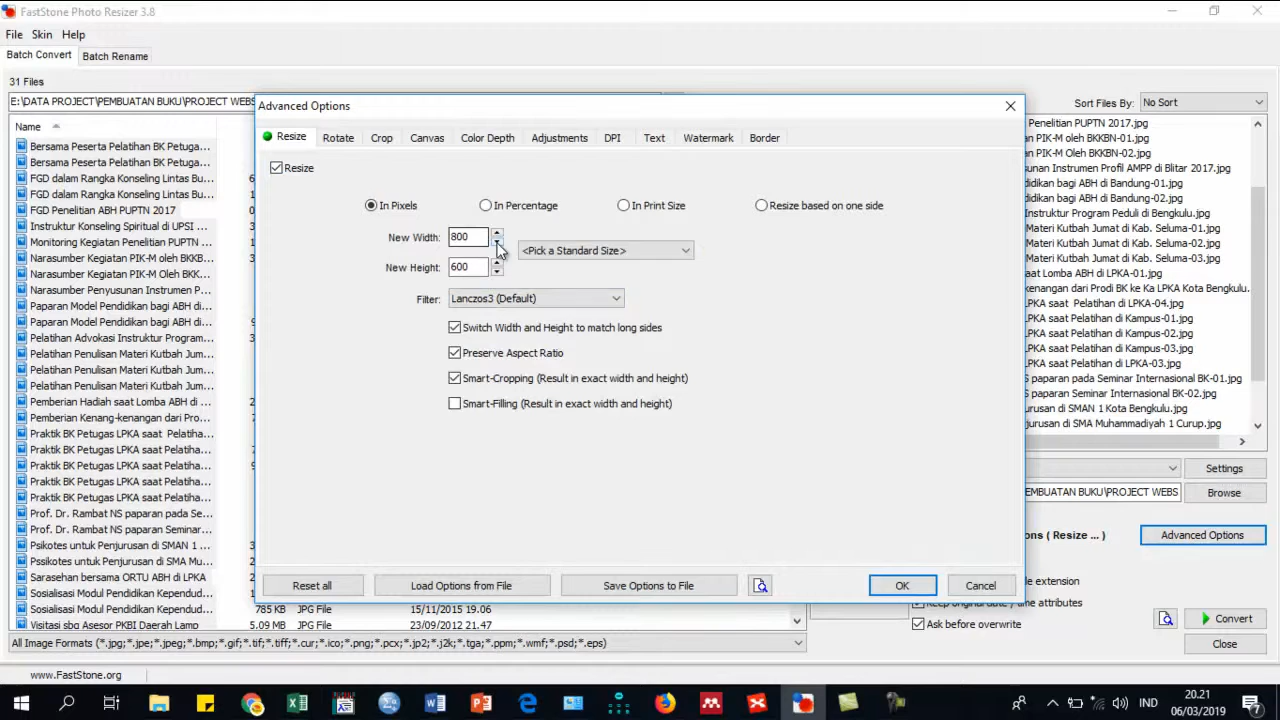 FastStone Photo Resizer 3.8
File Skin Help
Batch Convert Batch Rename
31 Files
E:\DATA PROJECT\PEMBUATAN BUKU\PROJECT WEBS
Sort Files By: No Sort
Name
Bersama Peserta Pelatihan BK Petuga...
Bersama Peserta Pelatihan BK Petuga...
FGD dalam Rangka Konseling Lintas Bu...
FGD dalam Rangka Konseling Lintas Bu...
FGD Penelitian ABH PUPTN 2017
Instruktur Konseling Spiritual di UPSI ...
Monitoring Kegiatan Penelitian PUPTN ...
Narasumber Kegiatan PIK-M oleh BK...
Narasumber Kegiatan PIK-M oleh BKK...
Narasumber Penyusunan Instrumen P...
Paparan Model Pendidikan bagi ABH di...
Paparan Model Pendidikan bagi ABH di...
Pelatihan Advokasi Instruktur Program...
Pelatihan Penulisan Materi Kutbah Jum...
Pelatihan Penulisan Materi Kutbah Jum...
Pelatihan Penulisan Materi Kutbah Jum...
Pemberian Hadiah saat Lomba ABH di ...
Pemberian Kenang-kenangan dari Pro...
Praktik BK Petugas LPKA saat Pelatiha...
Praktik BK Petugas LPKA saat Pelatiha...
Praktik BK Petugas LPKA saat Pelatiha...
Praktik BK Petugas LPKA saat Pelatiha...
Praktik BK Petugas LPKA saat Pelatiha...
Prof. Dr. Rambat NS paparan pada Se...
Prof. Dr. Rambat NS paparan Seminar...
Psikotes untuk Penjurusan di SMAN 1 ...
Pssikotes untuk Penjurusan di SMA Mu...
Sarasehan bersama ORTU ABH di LPKA
Sosialisasi Modul Program Kependud...
Sosialisasi Modul Program Kependud... 785 KB JPG File 15/11/2015 19.06
Visitasi sbg Asesor PKBI Daerah Lamp 5.09 MB JPG File 23/09/2012 21.47
All Image Formats (*.jpg;*.jpe;*.jpeg;*.bmp;*.gif;*.tif;*.tiff;*.cur;*.ico;*.png;*.pcx;*.jp2;*.j2k;*.tga;*.ppm;*.wmf;*.psd;*.eps)
www.FastStone.org
Advanced Options
Resize Rotate Crop Canvas Color Depth Adjustments DPI Text Watermark Border
Resize
In Pixels In Percentage In Print Size Resize based on one side
New Width: 800
<Pick a Standard Size>
New Height: 600
Filter: Lanczos3 (Default)
Switch Width and Height to match long sides
Preserve Aspect Ratio
Smart-Cropping (Result in exact width and height)
Smart-Filling (Result in exact width and height)
Reset all Load Options from File Save Options to File OK Cancel
Penelitian PUPTN 2017.jpg
an PIK-M oleh BKKBN-01.jpg
an PIK-M oleh BKKBN-02.jpg
usunan Instrumen Profil AMPP di Blitar 2017.jpg
didikan bagi ABH di Bandung-01.jpg
didikan bagi ABH di Bandung-02.jpg
Instruktur Program Peduli di Bengkulu.jpg
Materi Kutbah Jumat di Kab. Seluma-01.jpg
Materi Kutbah Jumat di Kab. Seluma-02.jpg
Materi Kutbah Jumat di Kab. Seluma-03.jpg
aat Lomba ABH di LPKA-01.jpg
kenangan dari Prodi BK ke Ka LPKA Kota Bengkulu.
LPKA saat Pelatihan di LPKA-04.jpg
LPKA saat Pelatihan di Kampus-01.jpg
LPKA saat Pelatihan di Kampus-02.jpg
LPKA saat Pelatihan di LPKA-01.jpg
LPKA saat Pelatihan di LPKA-03.jpg
S paparan pada Seminar Internasional BK-01.jpg
S paparan Seminar Internasional BK-02.jpg
urusan di SMAN 1 Kota Bengkulu.jpg
jurusan di SMA Muhammadiyah 1 Curup.jpg
Settings
EMBUATAN BUKU\PROJECT WEBS Browse
ons ( Resize ... ) Advanced Options
le extension
Keep original date / time attributes
Ask before overwrite
Convert
Close
IND
20.21
06/03/2019
7